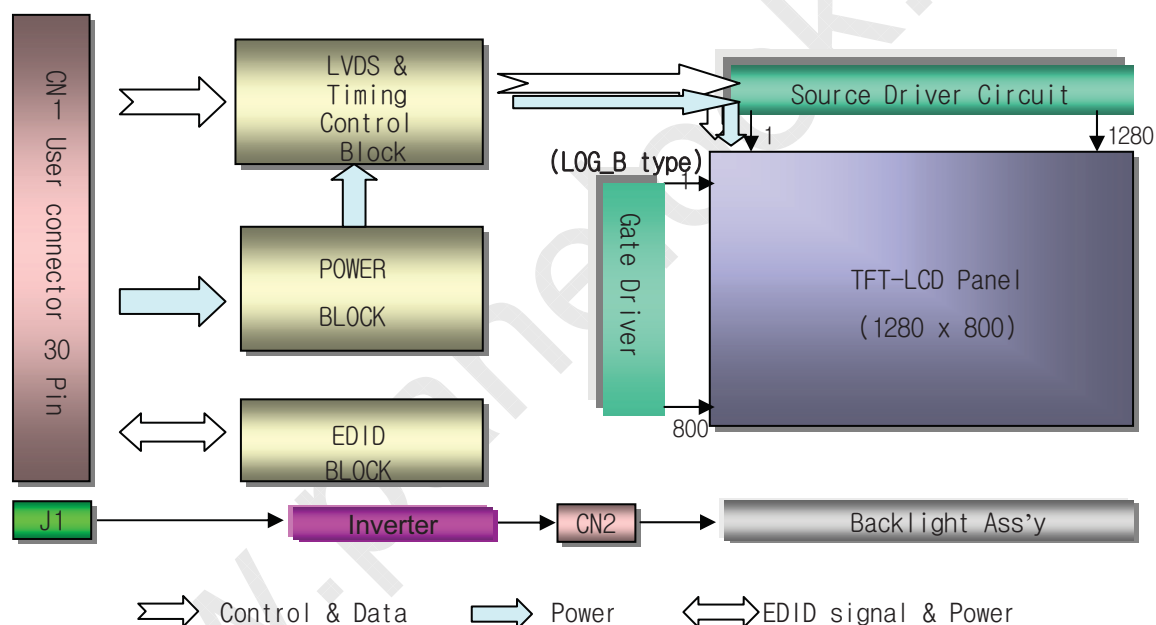 CN-1 User connector 30 Pin
LVDS &
Timing
Control
Block
POWER
BLOCK
EDID
BLOCK
Source Driver Circuit
1
1280
(LOG_B type)
1
Gate Driver
800
TFT-LCD Panel
(1280 x 800)
J1
Inverter
CN2
Backlight Ass’y
Control & Data
Power
EDID signal & Power